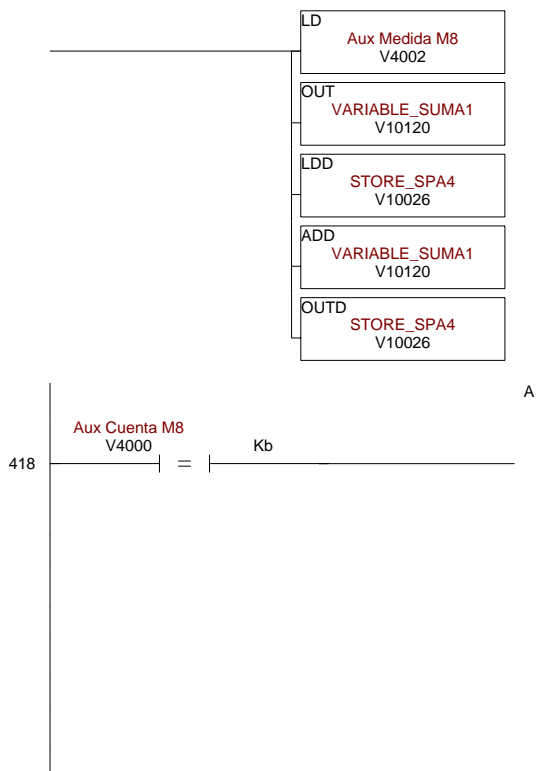 LD
Aux Medida M8
V4002
OUT
VARIABLE_SUMA1
V10120
LDD
STORE_SPA4
V10026
ADD
VARIABLE_SUMA1
V10120
OUTD
STORE_SPA4
V10026
A
Aux Cuenta M8
V4000
Kb
418
=